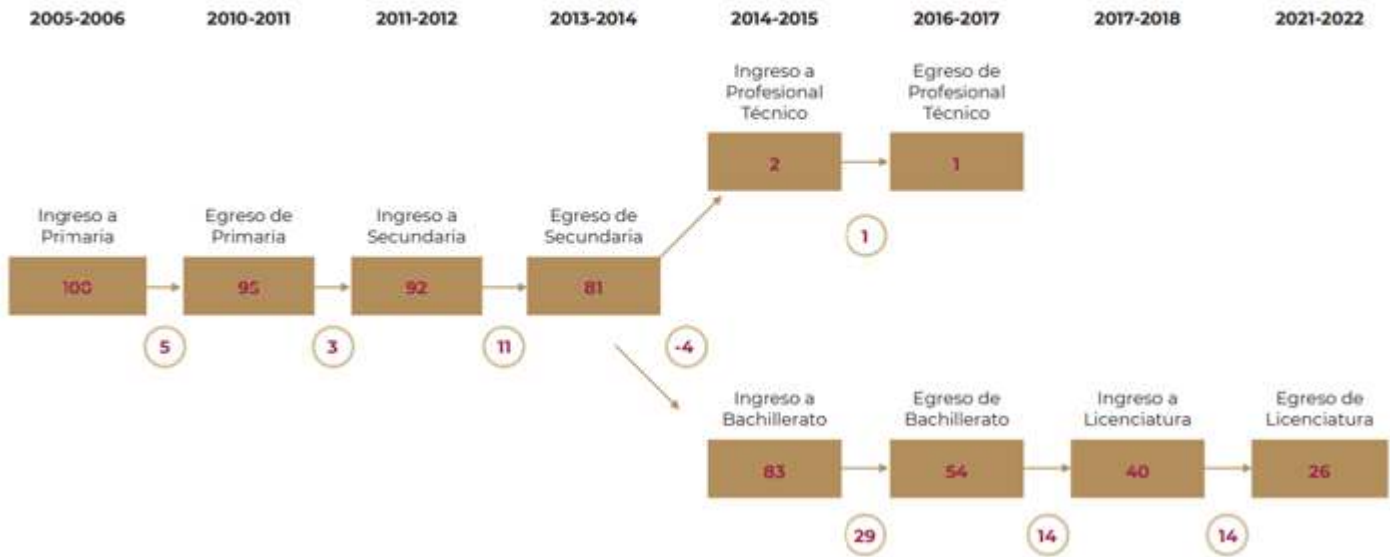 2005-2006 2010-2011 2011-2012 2013-2014 2014-2015 2016-2017 2017-2018 2021-2022
Ingreso a
Profesional
Técnico
Egreso de
Profesional
Técnico
2
1
1
Ingreso a
Primaria
Egreso de
Primaria
Ingreso a
Secundaria
Egreso de
Secundaria
100
95
92
81
5
3
11
-4
Ingreso a
Bachillerato
Egreso de
Bachillerato
Ingreso a
Licenciatura
Egreso de
Licenciatura
83
54
40
26
29
14
14